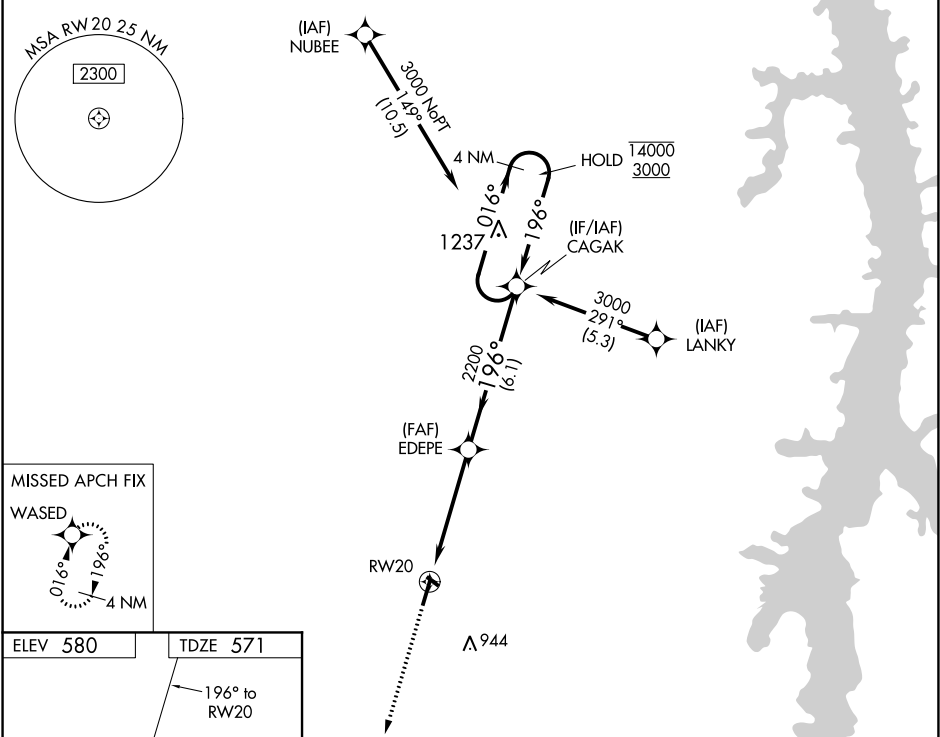 MSA RW20 25 NM
2300
(IAF)
NUBEE
3000 NoPT
149°
(10.5)
4 NM
HOLD
14000
3000
016°
196°
1237
(IF/IAF)
CAGAK
3000
291°
(5.3)
(IAF)
LANKY
2200
196°
(6.1)
(FAF)
EDEPE
RW20
944
MISSED APCH FIX
WASED
016°
196°
4 NM
ELEV 580
TDZE 571
196° to
RW20